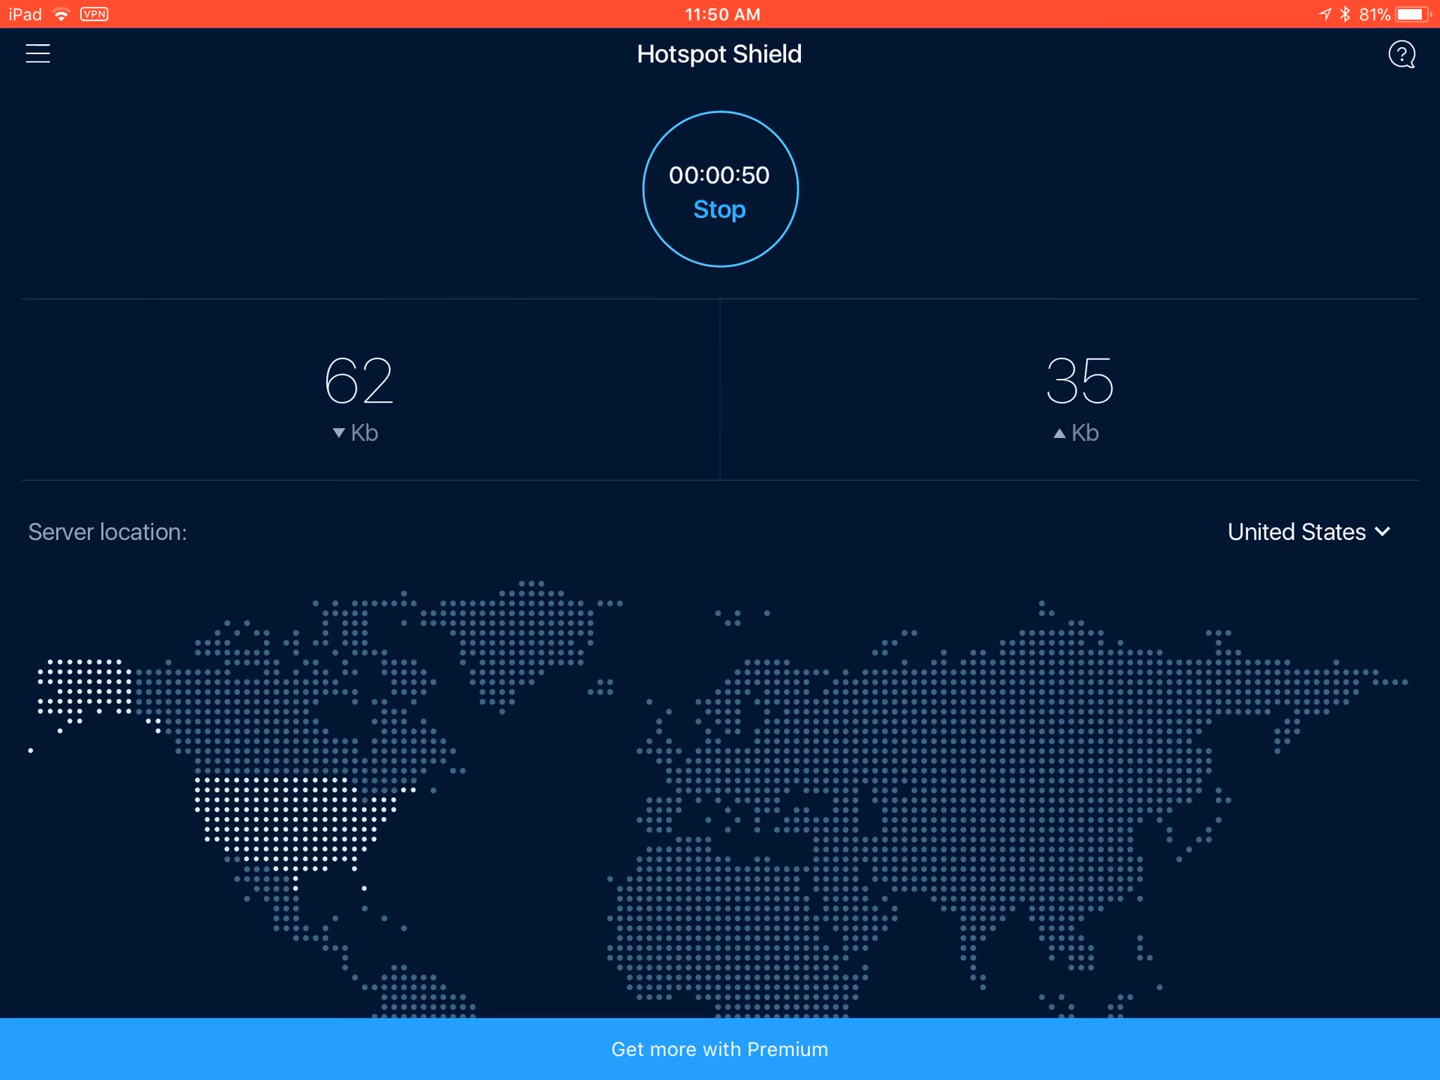 iPad VPN 11:50 AM 81%
Hotspot Shield ?
00:00:50
Stop
62 35
▼ Kb ▲ Kb
Server location: United States
Get more with Premium